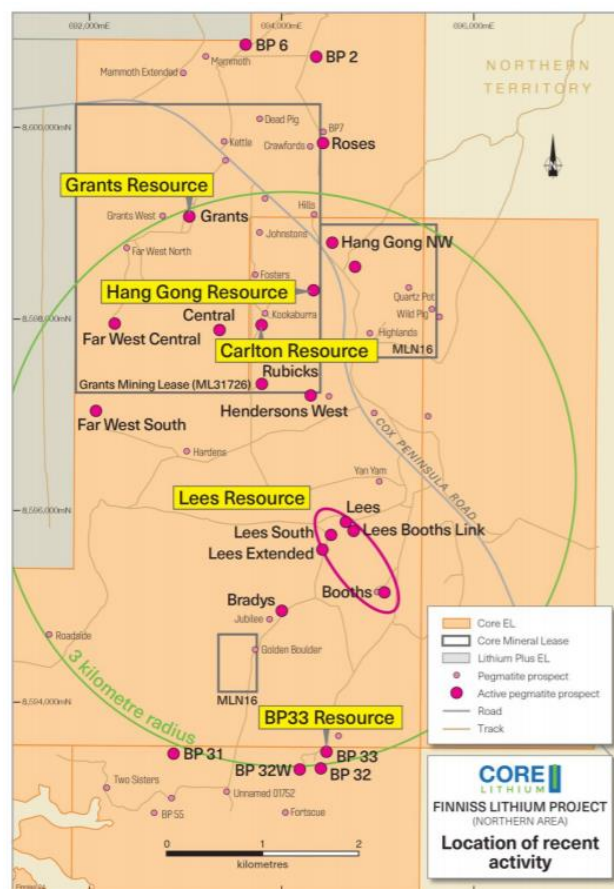 692,000mE
694,000mE
696,000mE
BP 6
BP 2
Mammoth
Mammoth Extended
NORTHERN
TERRITORY
8,600,000mN
Dead Pig
BP7
Kettle
Crawfords
Roses
N
Grants Resource
Grants West
Grants
Hills
Johnstons
Hang Gong NW
Far West North
Fosters
Hang Gong Resource
Quartz Pot
Wild Pig
8,598,000mN
Central
Kookaburra
Far West Central
Highlands
Carlton Resource
MLN16
Rubicks
Grants Mining Lease (ML31726)
Hendersons West
Far West South
COX PENINSULA ROAD
Hardens
Yan Yam
Lees Resource
8,596,000mN
Lees
Lees South
Lees Booths Link
Lees Extended
Booths
Bradys
Jubilee
Roadside
Golden Boulder
3 kilometre radius
8,594,000mN
MLN16
BP33 Resource
BP 31
BP 33
BP 32W
BP 32
Two Sisters
Unnamed 01752
BP 55
Fortscue
0 1 2
kilometres
Core EL
Core Mineral Lease
Lithium Plus EL
Pegmatite prospect
Active pegmatite prospect
Road
Track
CORE
LITHIUM
FINNISS LITHIUM PROJECT
(NORTHERN AREA)
Location of recent
activity